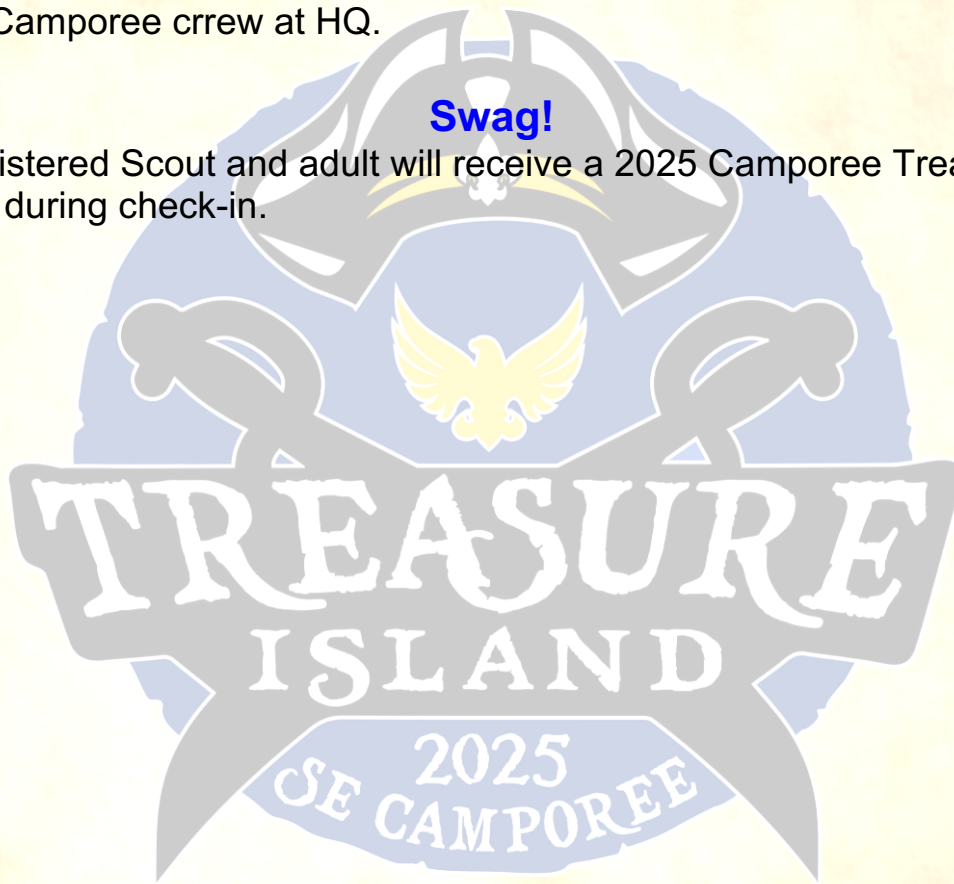 Camporee crrew at HQ.
Swag!
istered Scout and adult will receive a 2025 Camporee Trea
during check-in.
TREASURE
ISLAND
2025
SE CAMPOREE